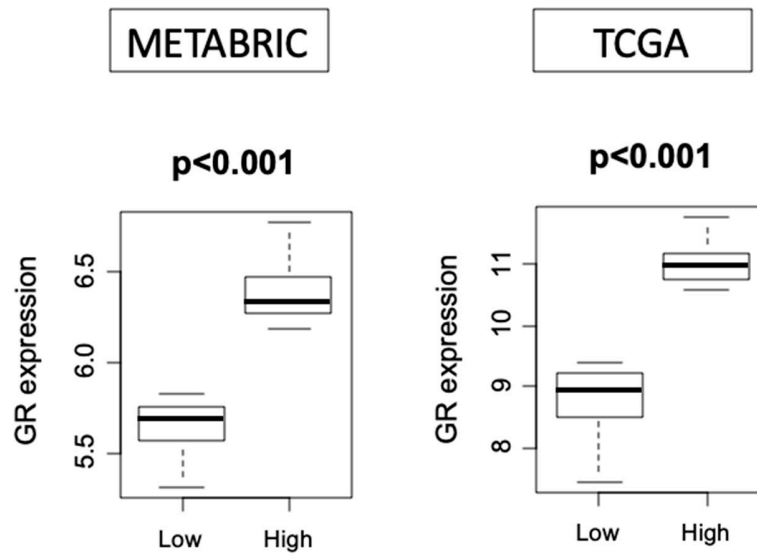 METABRIC
p<0.001
GR expression
6.5
6.0
5.5
Low High
TCGA
p<0.001
GR expression
11
10
9
8
Low High